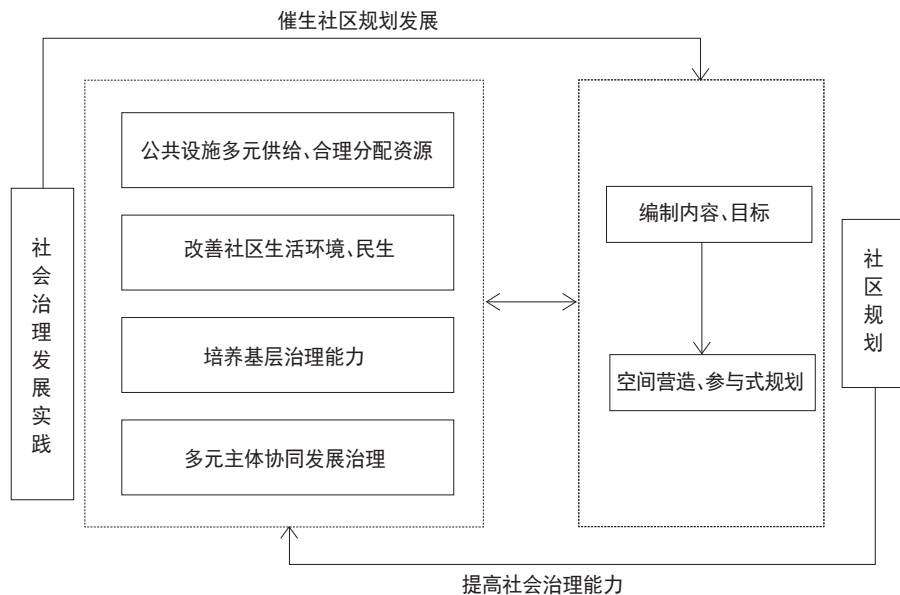 催生社区规划发展
社会治理发展实践
公共设施多元供给、合理分配资源
改善社区生活环境、民生
培养基层治理能力
多元主体协同发展治理
编制内容、目标
空间营造、参与式规划
社区规划
提高社会治理能力